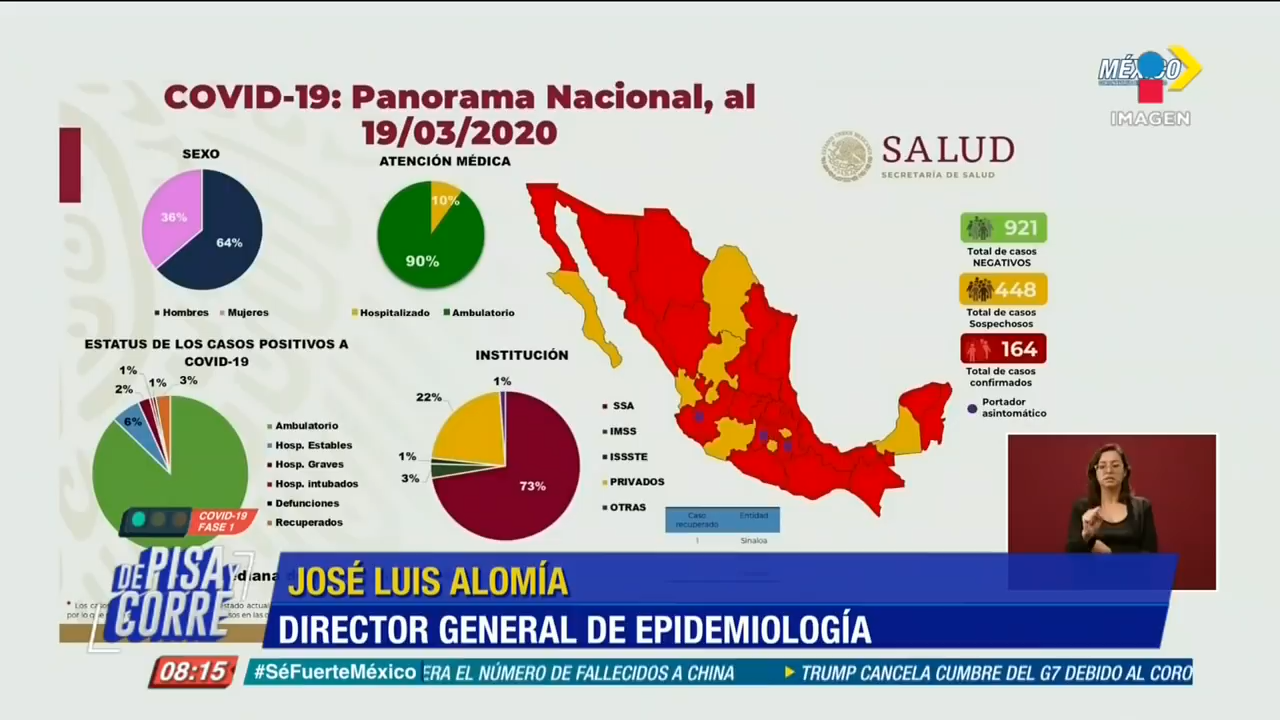 MÉXICO
IMAGEN
COVID-19: Panorama Nacional, al
19/03/2020
SALUD
SECRETARÍA DE SALUD
SEXO
36%
64%
Hombres
Mujeres
ATENCIÓN MÉDICA
10%
90%
Hospitalizado
Ambulatorio
921
Total de casos
NEGATIVOS
448
Total de casos
Sospechosos
164
Total de casos
confirmados
Portador
asintomático
ESTATUS DE LOS CASOS POSITIVOS A
COVID-19
1%
2%
1%
3%
6%
Ambulatorio
Hosp. Estables
Hosp. Graves
Hosp. intubados
Defunciones
Recuperados
INSTITUCIÓN
1%
22%
1%
3%
73%
SSA
IMSS
ISSSTE
PRIVADOS
OTRAS
Caso
recuperado
Entidad
1
Sinaloa
COVID-19
FASE 1
DE PISA Y
CORRE
* Los
por lo
JOSÉ LUIS ALOMÍA
DIRECTOR GENERAL DE EPIDEMIOLOGÍA
08:15
#SéFuerteMéxico
ERA EL NÚMERO DE FALLECIDOS A CHINA
TRUMP CANCELA CUMBRE DEL G7 DEBIDO AL CORO